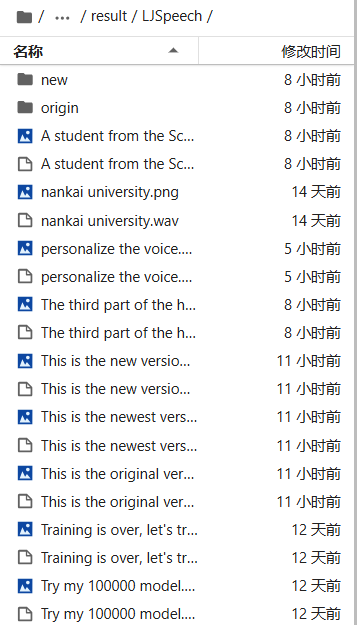 / ... / result / LJSpeech /
名称 修改时间
new 8 小时前
origin 8 小时前
A student from the Sc... 8 小时前
A student from the Sc... 8 小时前
nankai university.png 14 天前
nankai university.wav 14 天前
personalize the voice.... 5 小时前
personalize the voice.... 5 小时前
The third part of the h... 8 小时前
The third part of the h... 8 小时前
This is the new versio... 11 小时前
This is the new versio... 11 小时前
This is the newest vers... 11 小时前
This is the newest vers... 11 小时前
This is the original ver... 11 小时前
This is the original ver... 11 小时前
Training is over, let's tr... 12 天前
Training is over, let's tr... 12 天前
Try my 100000 model.... 12 天前
Try my 100000 model.... 12 天前